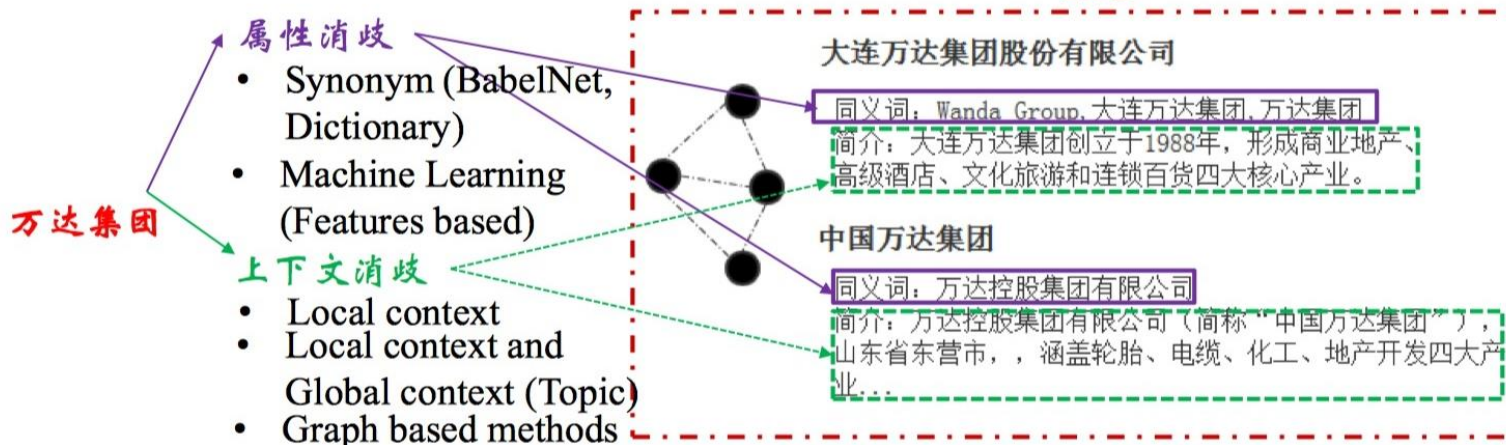 万达集团
属性消歧
• Synonym (BabelNet,
Dictionary)
• Machine Learning
(Features based)
上下文消歧
• Local context
• Local context and
Global context (Topic)
• Graph based methods
大连万达集团股份有限公司
同义词: Wanda Group,大连万达集团,万达集团
简介: 大连万达集团创立于1988年, 形成商业地产、
高级酒店、文化旅游和连锁百货四大核心产业。
中国万达集团
同义词: 万达控股集团有限公司
简介: 万达控股集团有限公司（简称“中国万达集团”）,
山东省东营市, , 涵盖轮胎、电缆、化工、地产开发四大产
业...